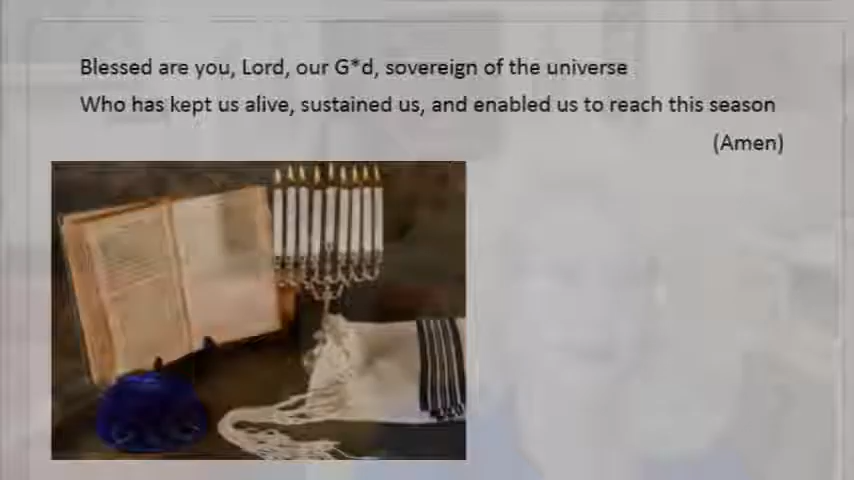 Blessed are you, Lord, our G*d, sovereign of the universe
Who has kept us alive, sustained us, and enabled us to reach this season
(Amen)